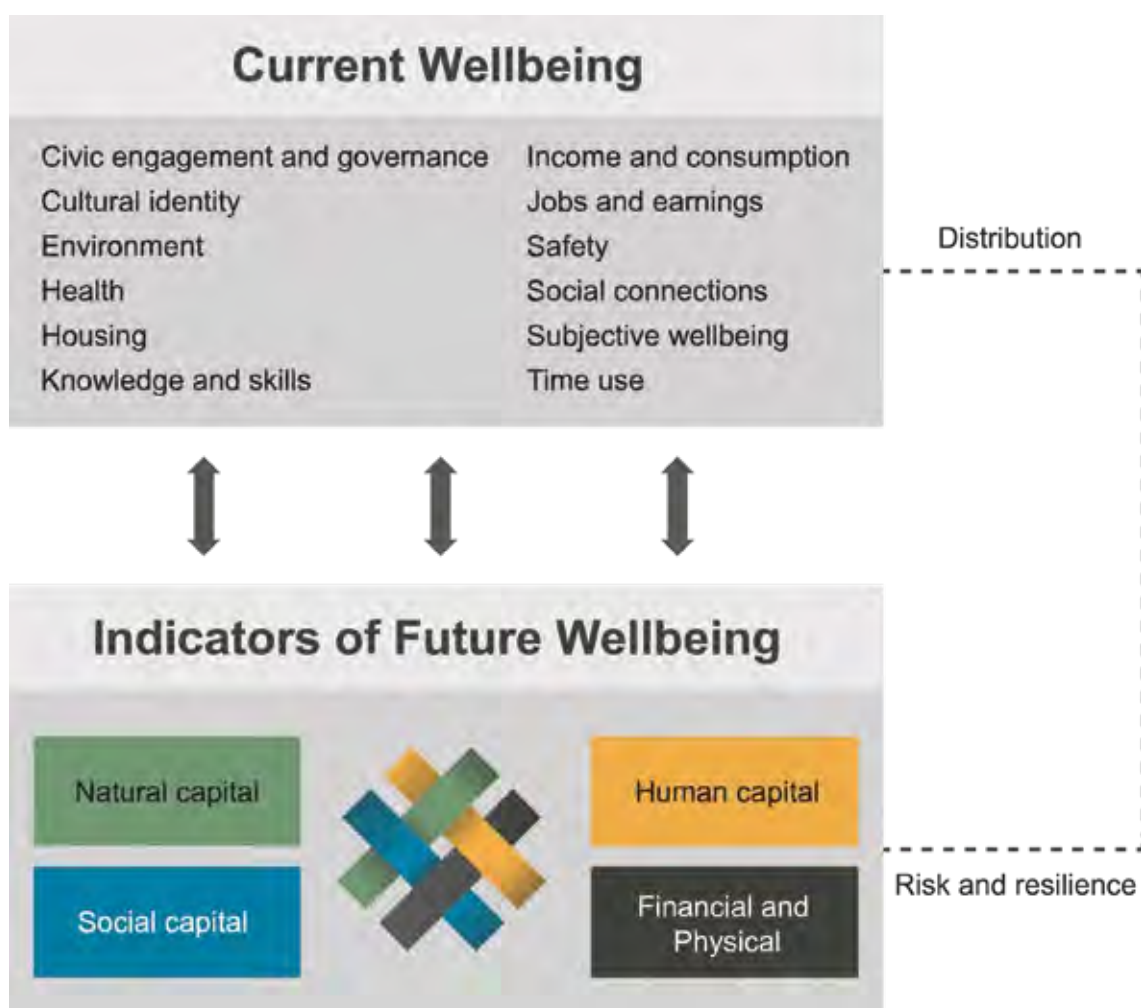 Current Wellbeing
Civic engagement and governance
Cultural identity
Environment
Health
Housing
Knowledge and skills
Income and consumption
Jobs and earnings
Safety
Social connections
Subjective wellbeing
Time use
Distribution
Indicators of Future Wellbeing
Natural capital
Social capital
Human capital
Financial and
Physical
Risk and resilience